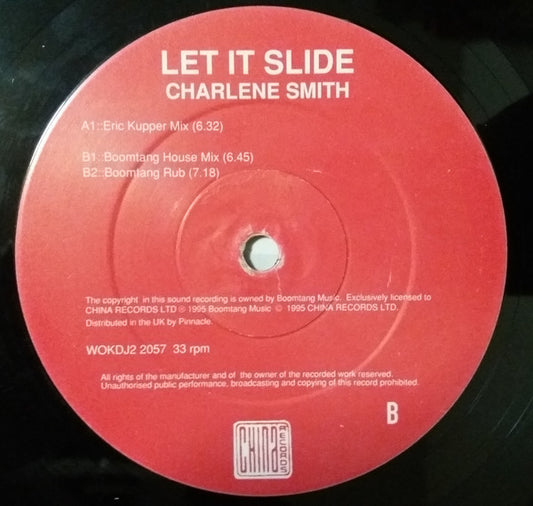 LET IT SLIDE
CHARLENE SMITH
A1::Eric Kupper Mix (6.32)
B1::Boomtang House Mix (6.45)
B2::Boomtang Rub (7.18)
The copyright in this sound recording is owned by Boomtang Music. Exclusively licensed to
CHINA RECORDS LTD ℗ 1995 Boomtang Music © 1995 CHINA RECORDS LTD.
Distributed in the UK by Pinnacle.
WOKDJ2 2057 33 rpm
All rights of the manufacturer and of the owner of the recorded work reserved.
Unauthorised public performance, broadcasting and copying of this record prohibited.
B
CHINA
RECORDS